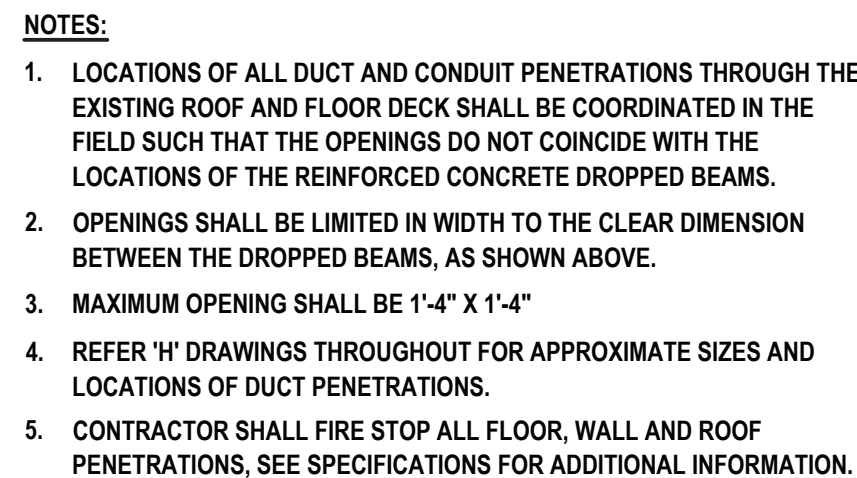 NOTES:
1. LOCATIONS OF ALL DUCT AND CONDUIT PENETRATIONS THROUGH THE
EXISTING ROOF AND FLOOR DECK SHALL BE COORDINATED IN THE
FIELD SUCH THAT THE OPENINGS DO NOT COINCIDE WITH THE
LOCATIONS OF THE REINFORCED CONCRETE DROPPED BEAMS.
2. OPENINGS SHALL BE LIMITED IN WIDTH TO THE CLEAR DIMENSION
BETWEEN THE DROPPED BEAMS, AS SHOWN ABOVE.
3. MAXIMUM OPENING SHALL BE 1'-4" X 1'-4"
4. REFER 'H' DRAWINGS THROUGHOUT FOR APPROXIMATE SIZES AND
LOCATIONS OF DUCT PENETRATIONS.
5. CONTRACTOR SHALL FIRE STOP ALL FLOOR, WALL AND ROOF
PENETRATIONS, SEE SPECIFICATIONS FOR ADDITIONAL INFORMATION.